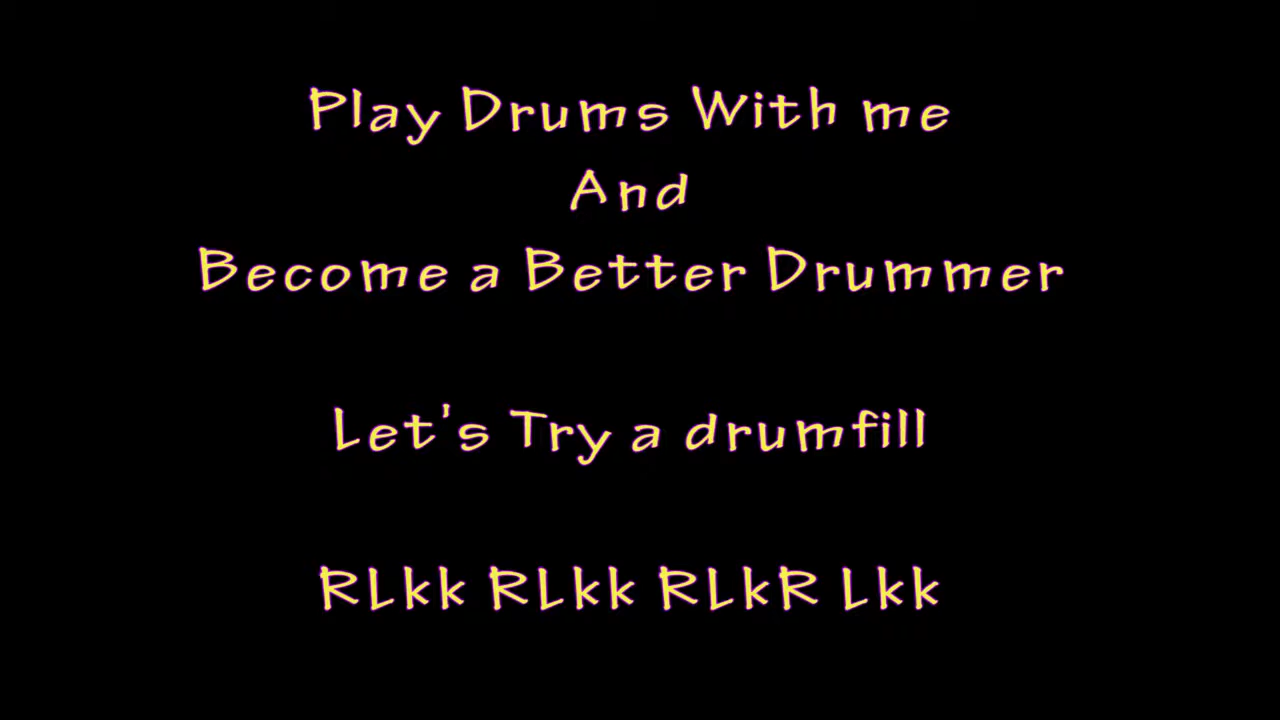 Play Drums With me
And
Become a Better Drummer
Let's Try a drumfill
RLkk RLkk RLkR Lkk